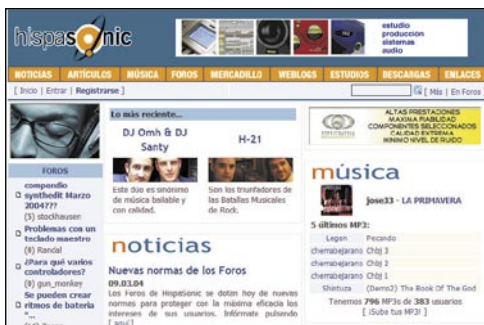 hispasonic
estudio
producción
sistemas
audio
NOTICIAS ARTÍCULOS MÚSICA FOROS MERCADILLO WEBLOGS ESTUDIOS DESCARGAS ENLACES
[ Inicio | Entrar | Registrarse ]
[ Más | En Foros
FOROS
compendio
synthedit Marzo
2004???
(5) stockhausen
Problemas con un
teclado maestro
(8) Randal
¿Para qué varios
controladores?
(8) gun_monkey
Se pueden crear
ritmos de bateria
Lo más reciente...
DJ Omh & DJ
Santy
H-21
Este dúo es sinónimo
de música bailable y
con calidad.
Son los triunfadores de
las Batallas Musicales
de Rock.
noticias
Nuevas normas de los Foros
09.03.04
Los Foros de HispaSonic se dotan hoy de nuevas
normas para proteger con la máxima eficacia los
intereses de sus usuarios. Infórmate pulsando
[ aquí ]
ALTAS PRESTACIONES
MAXIMA FIABILIDAD
COMPONENTES SELECCIONADOS
CALIDAD EXTREMA
MINIMO NIVEL DE RUIDO
música
jose33 - LA PRIMAVERA
5 últimos MP3:
Legan Pecando
chemabejarano Chbj 3
chemabejarano Chbj 2
chemabejarano Chbj 1
Shintuza (Demo2) The Book Of The God
Tenemos 796 MP3s de 383 usuarios
[ ¡Sube tus MP3! ]